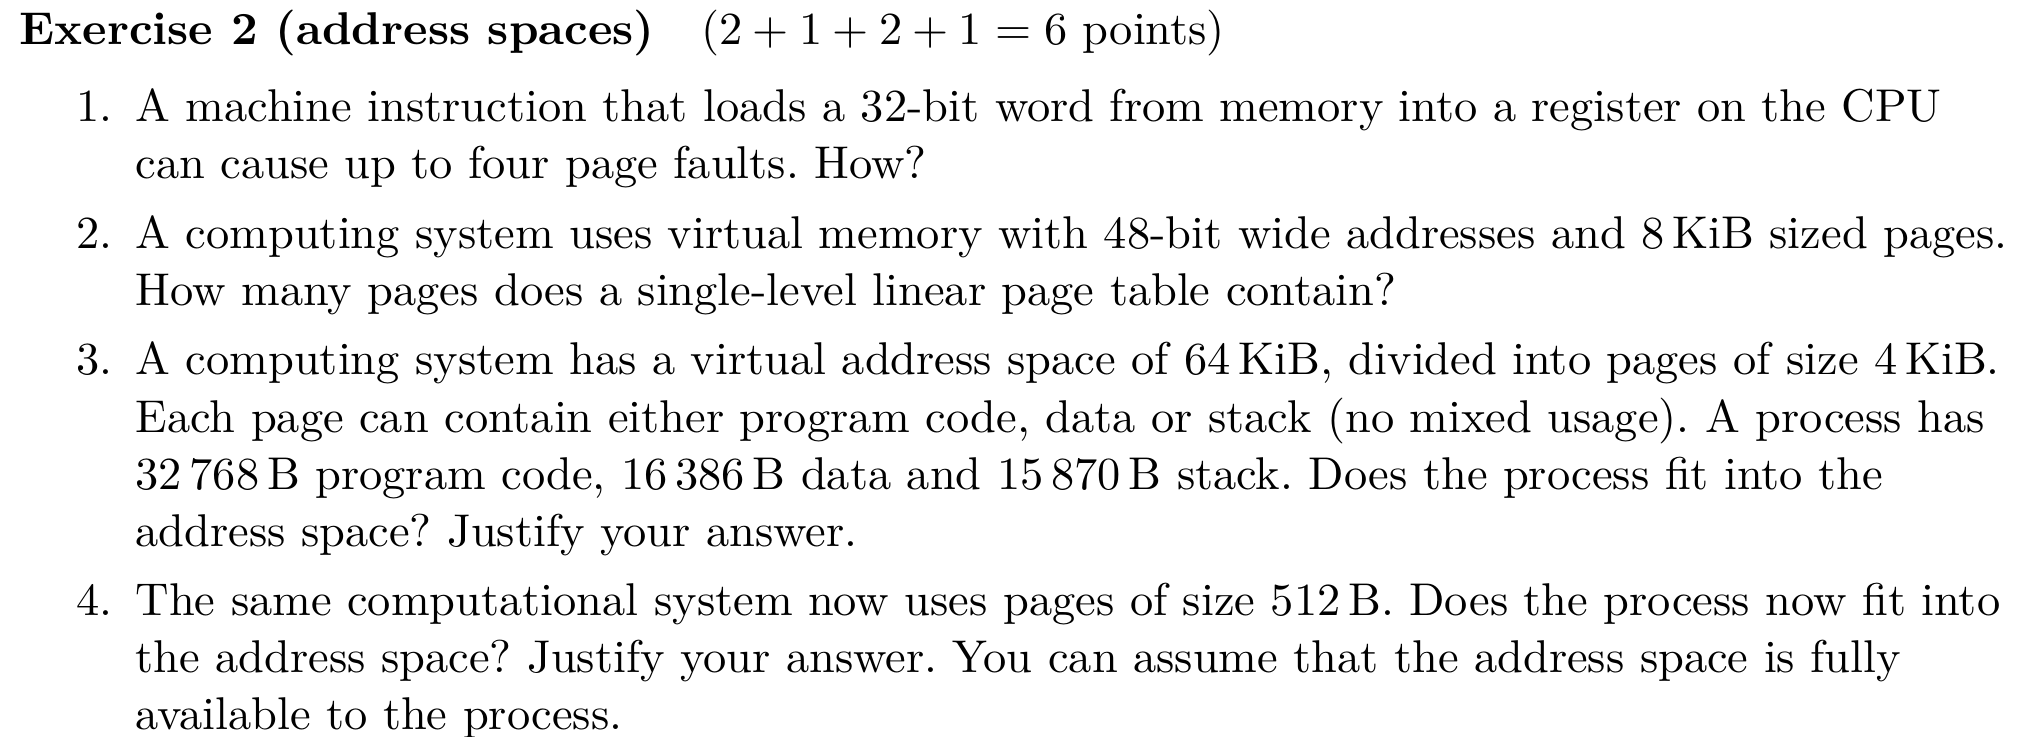 Exercise 2 (address spaces) (2 + 1 + 2 + 1 = 6 points)
1. A machine instruction that loads a 32-bit word from memory into a register on the CPU
can cause up to four page faults. How?
2. A computing system uses virtual memory with 48-bit wide addresses and 8 KiB sized pages.
How many pages does a single-level linear page table contain?
3. A computing system has a virtual address space of 64 KiB, divided into pages of size 4 KiB.
Each page can contain either program code, data or stack (no mixed usage). A process has
32 768 B program code, 16 386 B data and 15 870 B stack. Does the process fit into the
address space? Justify your answer.
4. The same computational system now uses pages of size 512 B. Does the process now fit into
the address space? Justify your answer. You can assume that the address space is fully
available to the process.